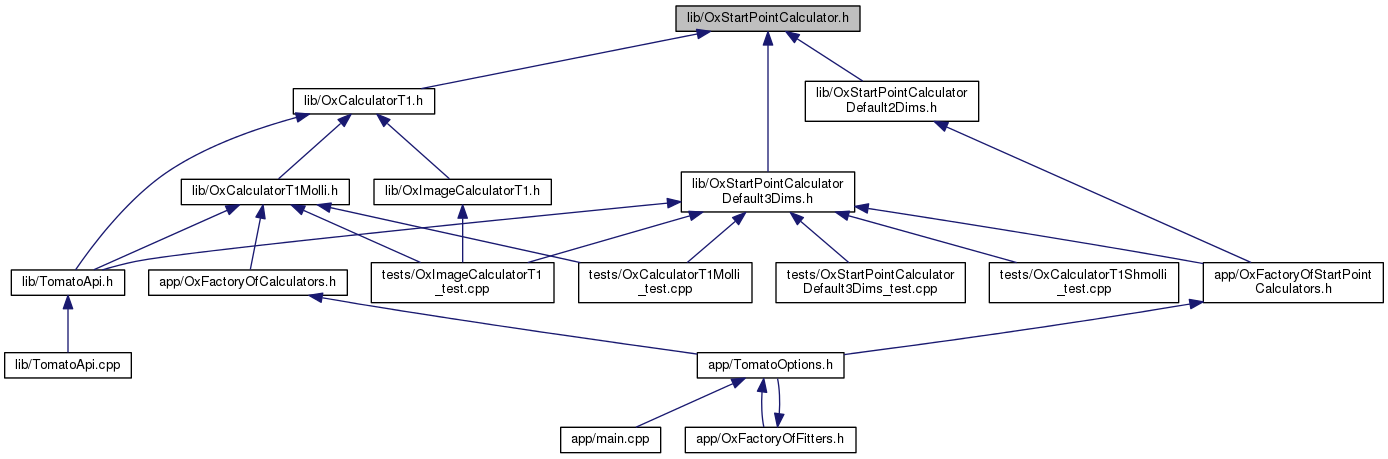 lib/OxStartPointCalculator.h
lib/OxCalculatorT1.h
lib/OxStartPointCalculator
Default2Dims.h
lib/OxCalculatorT1Molli.h
lib/OxImageCalculatorT1.h
lib/OxStartPointCalculator
Default3Dims.h
lib/TomatoApi.h
app/OxFactoryOfCalculators.h
tests/OxImageCalculatorT1
_test.cpp
tests/OxCalculatorT1Molli
_test.cpp
tests/OxStartPointCalculator
Default3Dims_test.cpp
tests/OxCalculatorT1Shmolli
_test.cpp
app/OxFactoryOfStartPoint
Calculators.h
lib/TomatoApi.cpp
app/TomatoOptions.h
app/main.cpp
app/OxFactoryOfFitters.h